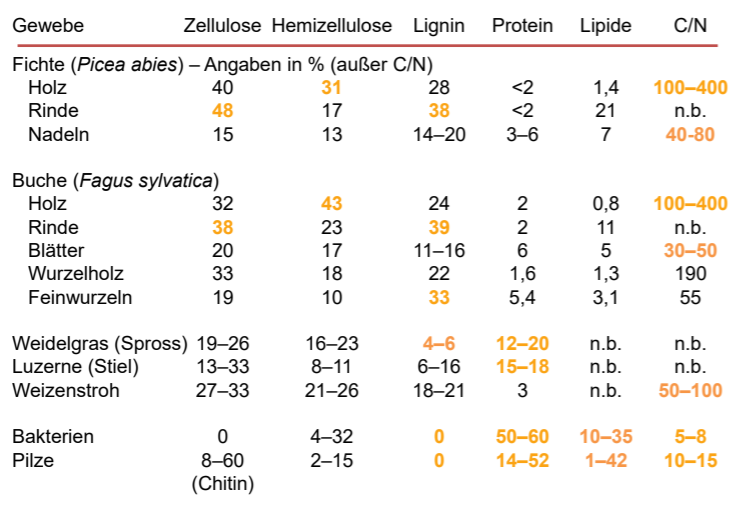 Gewebe Zellulose Hemizellulose Lignin Protein Lipide C/N
Fichte (Picea abies) – Angaben in % (außer C/N)
Holz 40 31 28 <2 1,4 100–400
Rinde 48 17 38 <2 21 n.b.
Nadeln 15 13 14–20 3–6 7 40-80
Buche (Fagus sylvatica)
Holz 32 43 24 2 0,8 100–400
Rinde 38 23 39 2 11 n.b.
Blätter 20 17 11–16 6 5 30–50
Wurzelholz 33 18 22 1,6 1,3 190
Feinwurzeln 19 10 33 5,4 3,1 55
Weidelgras (Spross) 19–26 16–23 4–6 12–20 n.b. n.b.
Luzerne (Stiel) 13–33 8–11 6–16 15–18 n.b. n.b.
Weizenstroh 27–33 21–26 18–21 3 n.b. 50–100
Bakterien 0 4–32 0 50–60 10–35 5–8
Pilze 8–60 2–15 0 14–52 1–42 10–15
(Chitin)